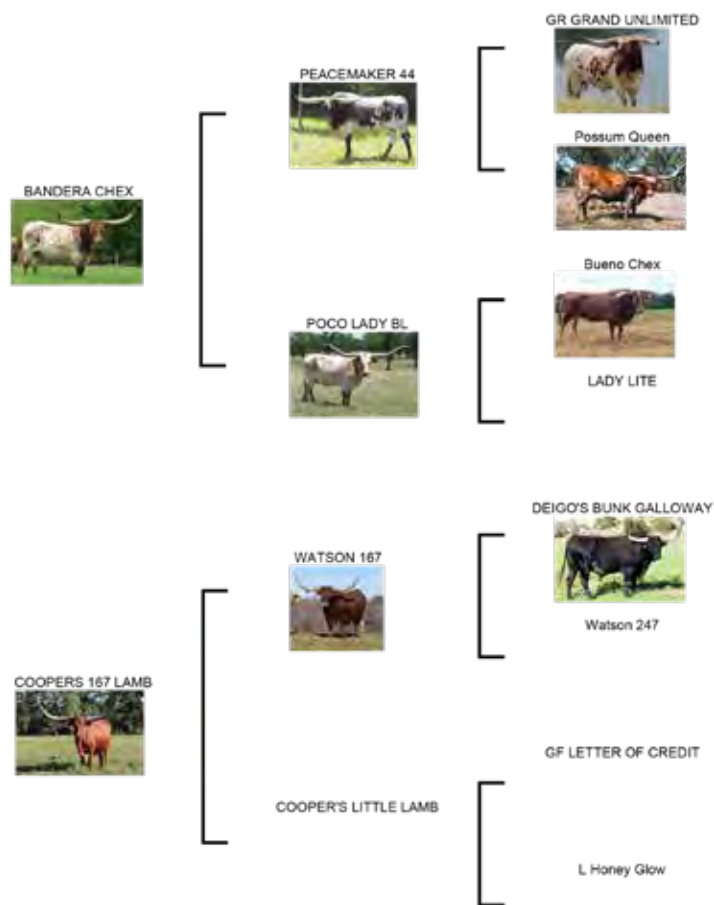 GR GRAND UNLIMITED
PEACEMAKER 44
Possum Queen
BANDERA CHEX
Bueno Chex
POCO LADY BL
LADY LITE
DEIGO'S BUNK GALLOWAY
WATSON 167
Watson 247
COOPERS 167 LAMB
GF LETTER OF CREDIT
COOPER'S LITTLE LAMB
L Honey Glow